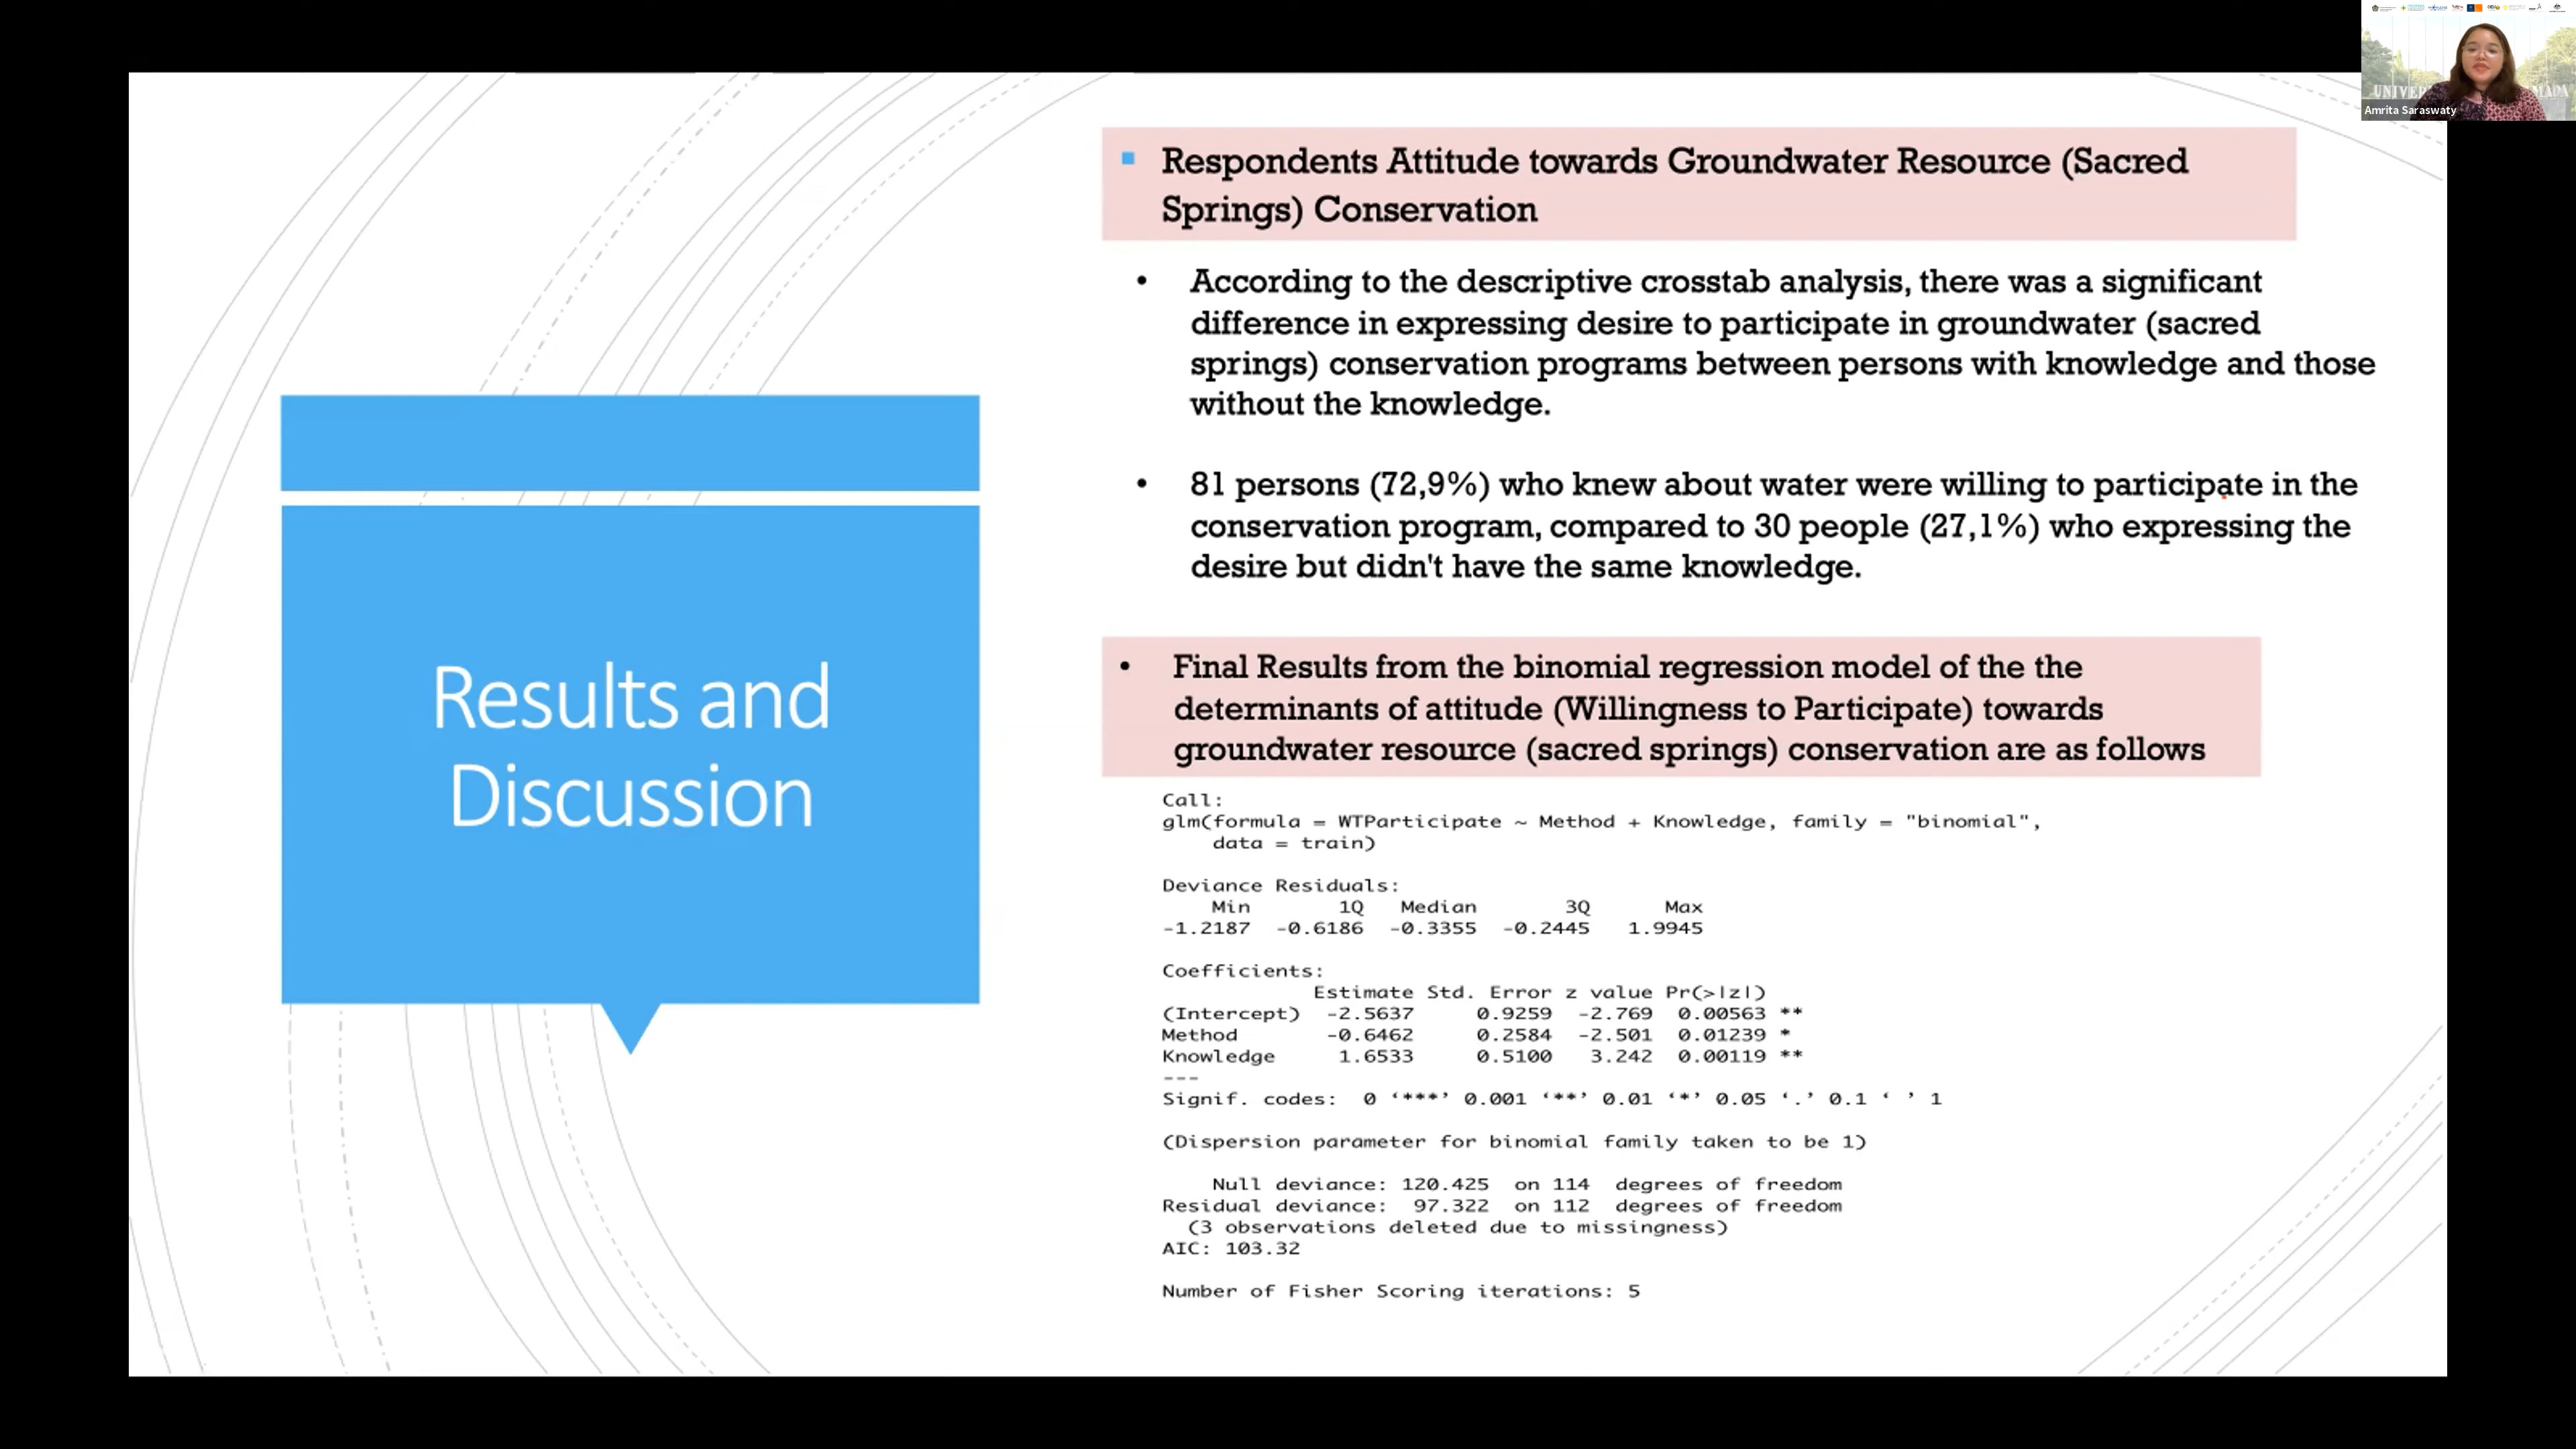 UNIVER MADA
Amrita Saraswaty
Respondents Attitude towards Groundwater Resource (Sacred
Springs) Conservation
• According to the descriptive crosstab analysis, there was a significant
difference in expressing desire to participate in groundwater (sacred
springs) conservation programs between persons with knowledge and those
without the knowledge.
• 81 persons (72,9%) who knew about water were willing to participate in the
conservation program, compared to 30 people (27,1%) who expressing the
desire but didn't have the same knowledge.
Results and
Discussion
• Final Results from the binomial regression model of the the
determinants of attitude (Willingness to Participate) towards
groundwater resource (sacred springs) conservation are as follows
Call:
glm(formula = WTParticipate ~ Method + Knowledge, family = "binomial",
data = train)
Deviance Residuals:
Min 1Q Median 3Q Max
-1.2187 -0.6186 -0.3355 -0.2445 1.9945
Coefficients:
Estimate Std. Error z value Pr(>|z|)
(Intercept) -2.5637 0.9259 -2.769 0.00563 **
Method -0.6462 0.2584 -2.501 0.01239 *
Knowledge 1.6533 0.5100 3.242 0.00119 **
---
Signif. codes: 0 ‘***’ 0.001 ‘**’ 0.01 ‘*’ 0.05 ‘.’ 0.1 ‘ ’ 1
(Dispersion parameter for binomial family taken to be 1)
Null deviance: 120.425 on 114 degrees of freedom
Residual deviance: 97.322 on 112 degrees of freedom
(3 observations deleted due to missingness)
AIC: 103.32
Number of Fisher Scoring iterations: 5